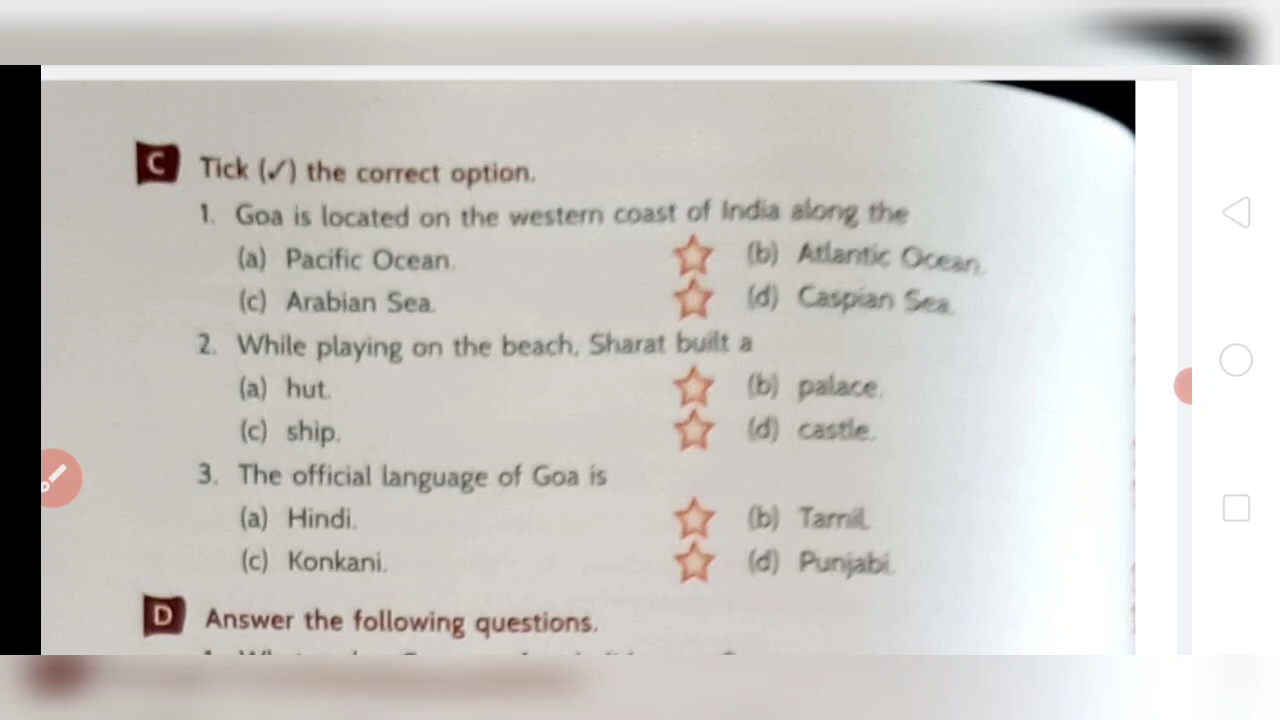 C Tick (✓) the correct option.
1. Goa is located on the western coast of India along the
(a) Pacific Ocean. (b) Atlantic Ocean.
(c) Arabian Sea. (d) Caspian Sea.
2. While playing on the beach, Sharat built a
(a) hut. (b) palace.
(c) ship. (d) castle.
3. The official language of Goa is
(a) Hindi. (b) Tamil.
(c) Konkani. (d) Punjabi.
D Answer the following questions.